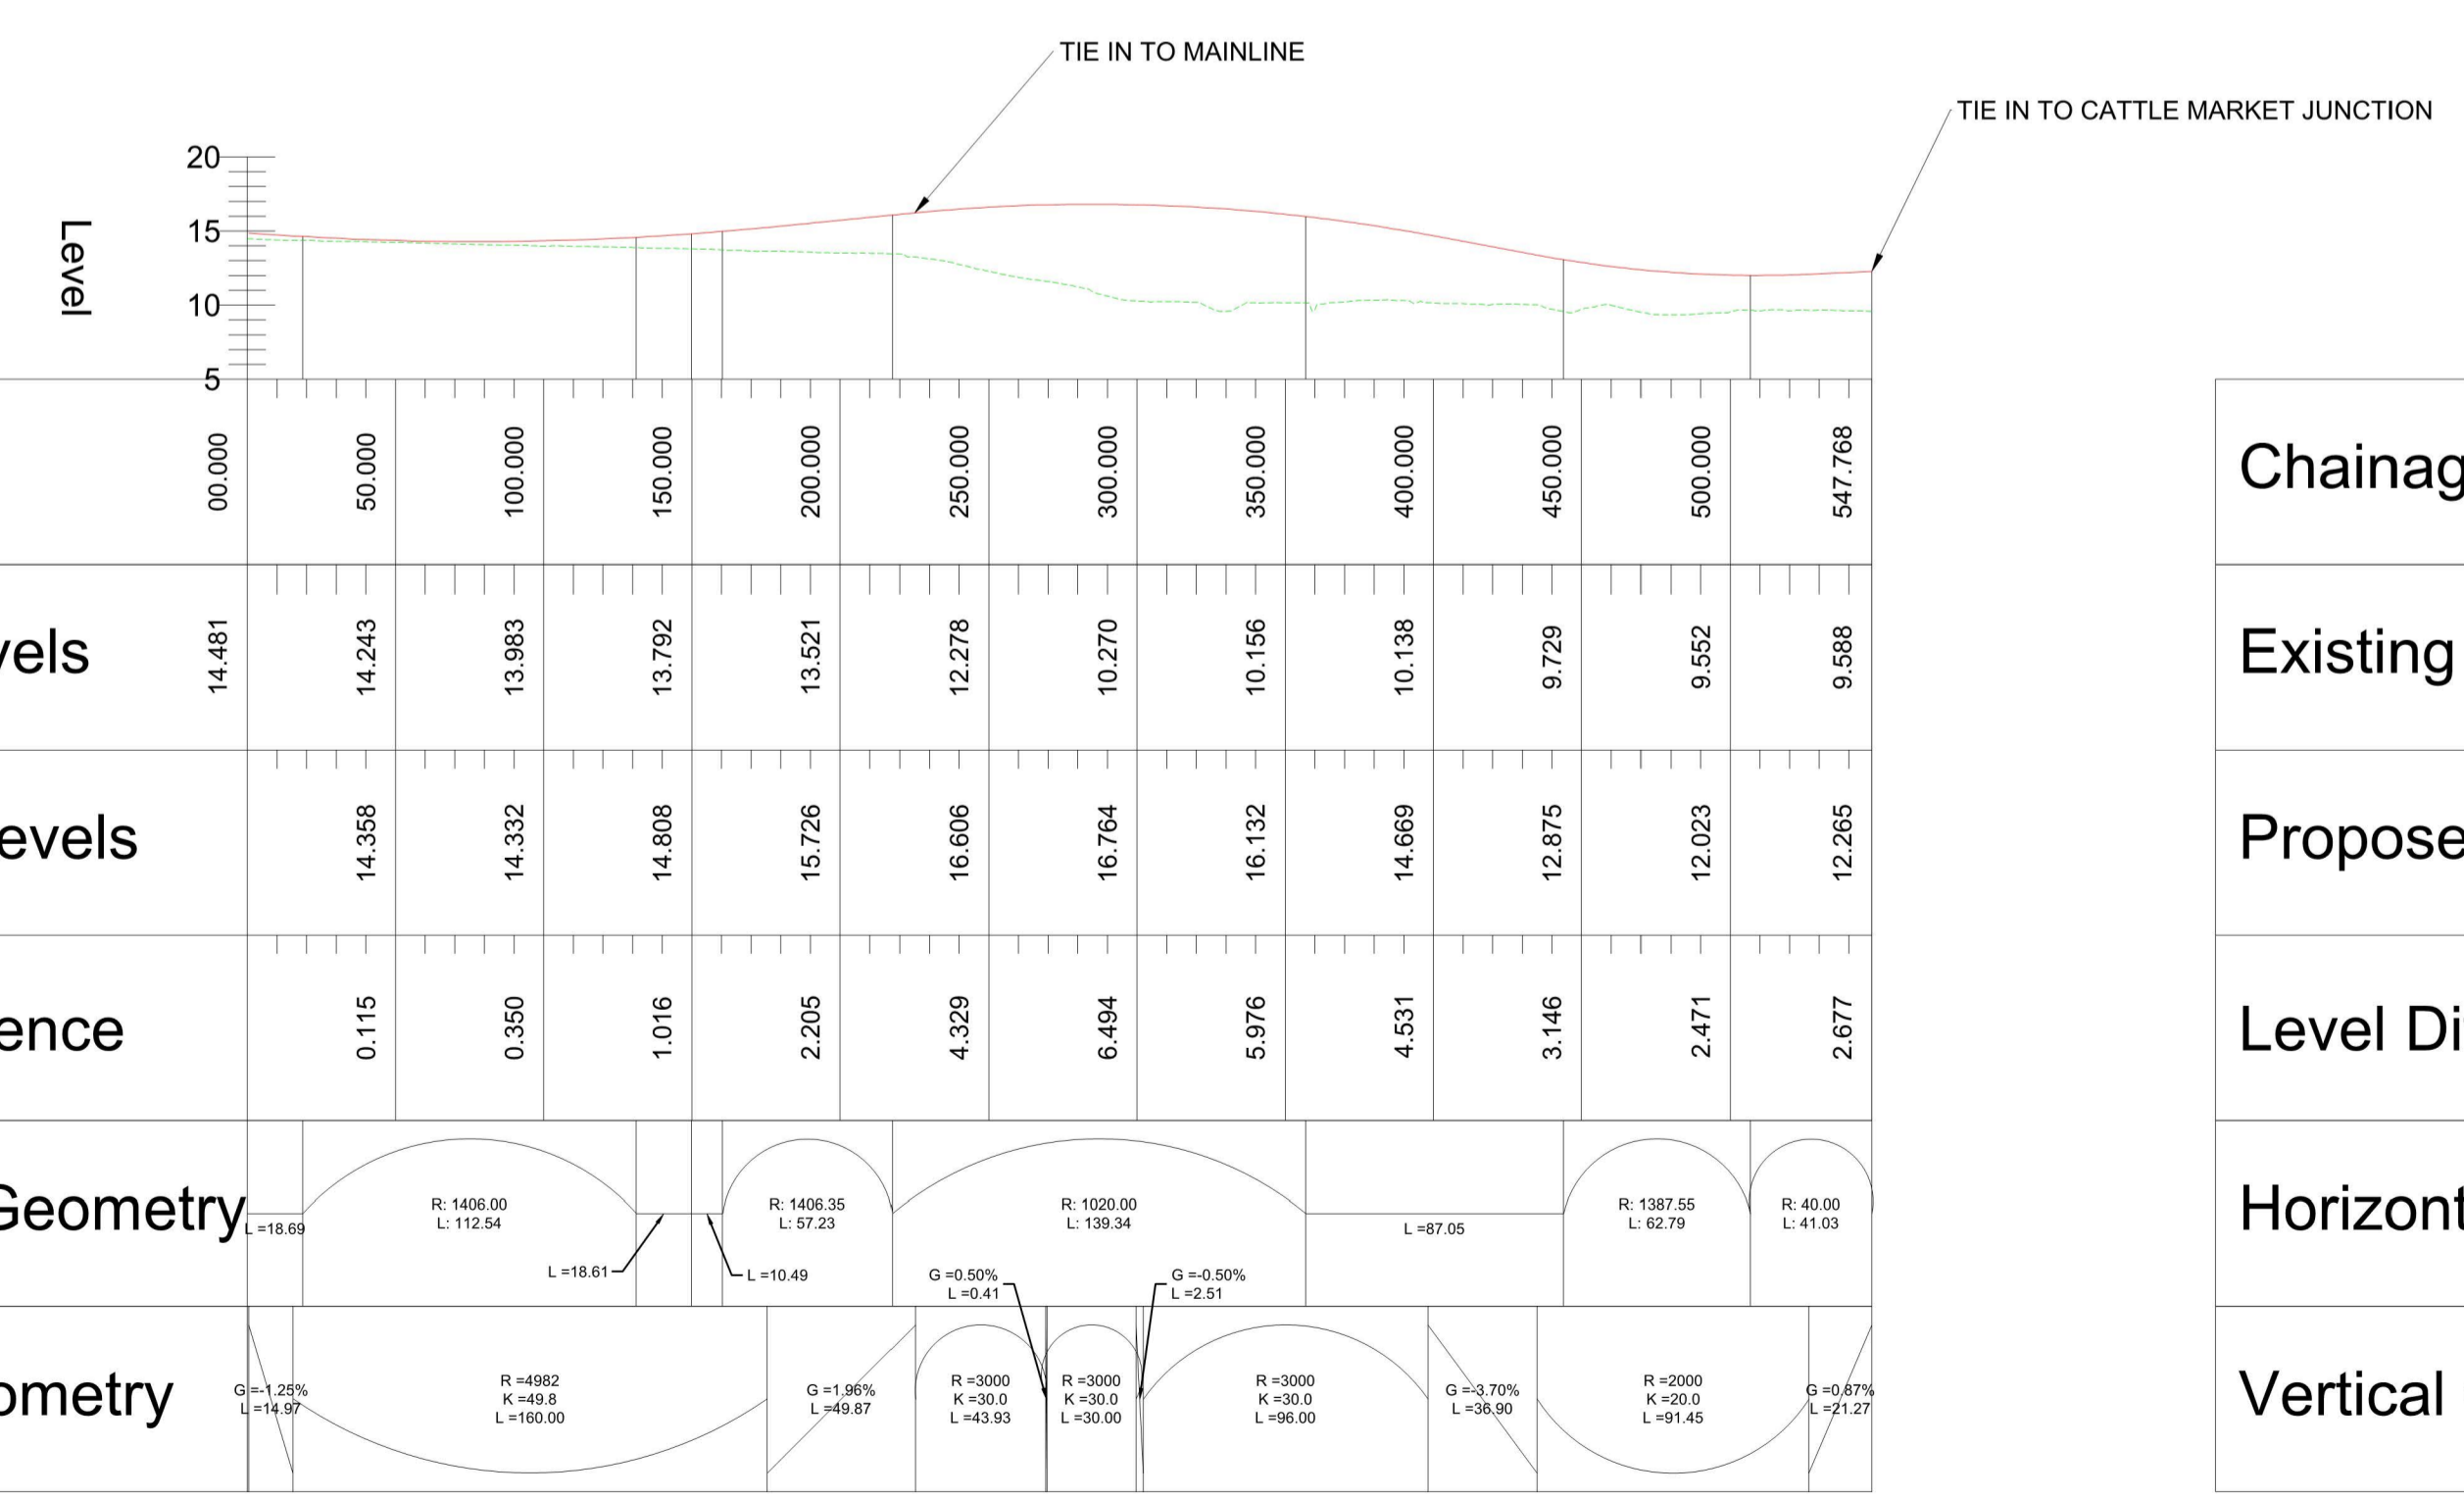 TIE IN TO MAINLINE
TIE IN TO CATTLE MARKET JUNCTION
Level
20
15
10
5
00.000 50.000 100.000 150.000 200.000 250.000 300.000 350.000 400.000 450.000 500.000 547.768
Chainag
vels 14.481 14.243 13.983 13.792 13.521 12.278 10.270 10.156 10.138 9.729 9.552 9.588
Existing
evels 14.358 14.332 14.808 15.726 16.606 16.764 16.132 14.669 12.875 12.023 12.265
Propose
ence 0.115 0.350 1.016 2.205 4.329 6.494 5.976 4.531 3.146 2.471 2.677
Level Di
Geometry
L =18.69
R: 1406.00
L: 112.54
L =18.61
L =10.49
R: 1406.35
L: 57.23
R: 1020.00
L: 139.34
L =87.05
R: 1387.55
L: 62.79
R: 40.00
L: 41.03
Horizont
ometry
G =-1.25%
L =14.97
R =4982
K =49.8
L =160.00
G =1.96%
L =49.87
R =3000
K =30.0
L =43.93
G =0.50%
L =0.41
R =3000
K =30.0
L =30.00
G =-0.50%
L =2.51
R =3000
K =30.0
L =96.00
G =-3.70%
L =36.90
R =2000
K =20.0
L =91.45
G =0.87%
L =21.27
Vertical